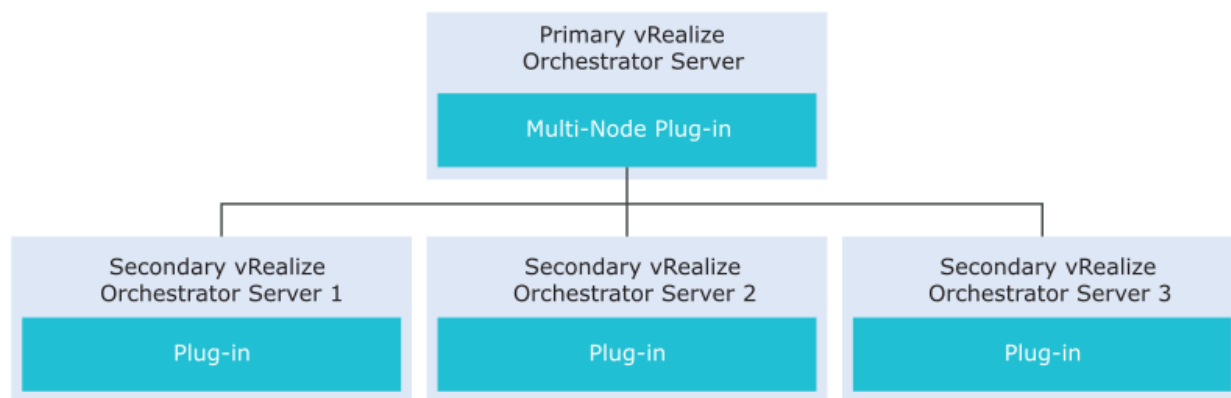 Primary vRealize
Orchestrator Server
Multi-Node Plug-in
Secondary vRealize
Orchestrator Server 1
Plug-in
Secondary vRealize
Orchestrator Server 2
Plug-in
Secondary vRealize
Orchestrator Server 3
Plug-in